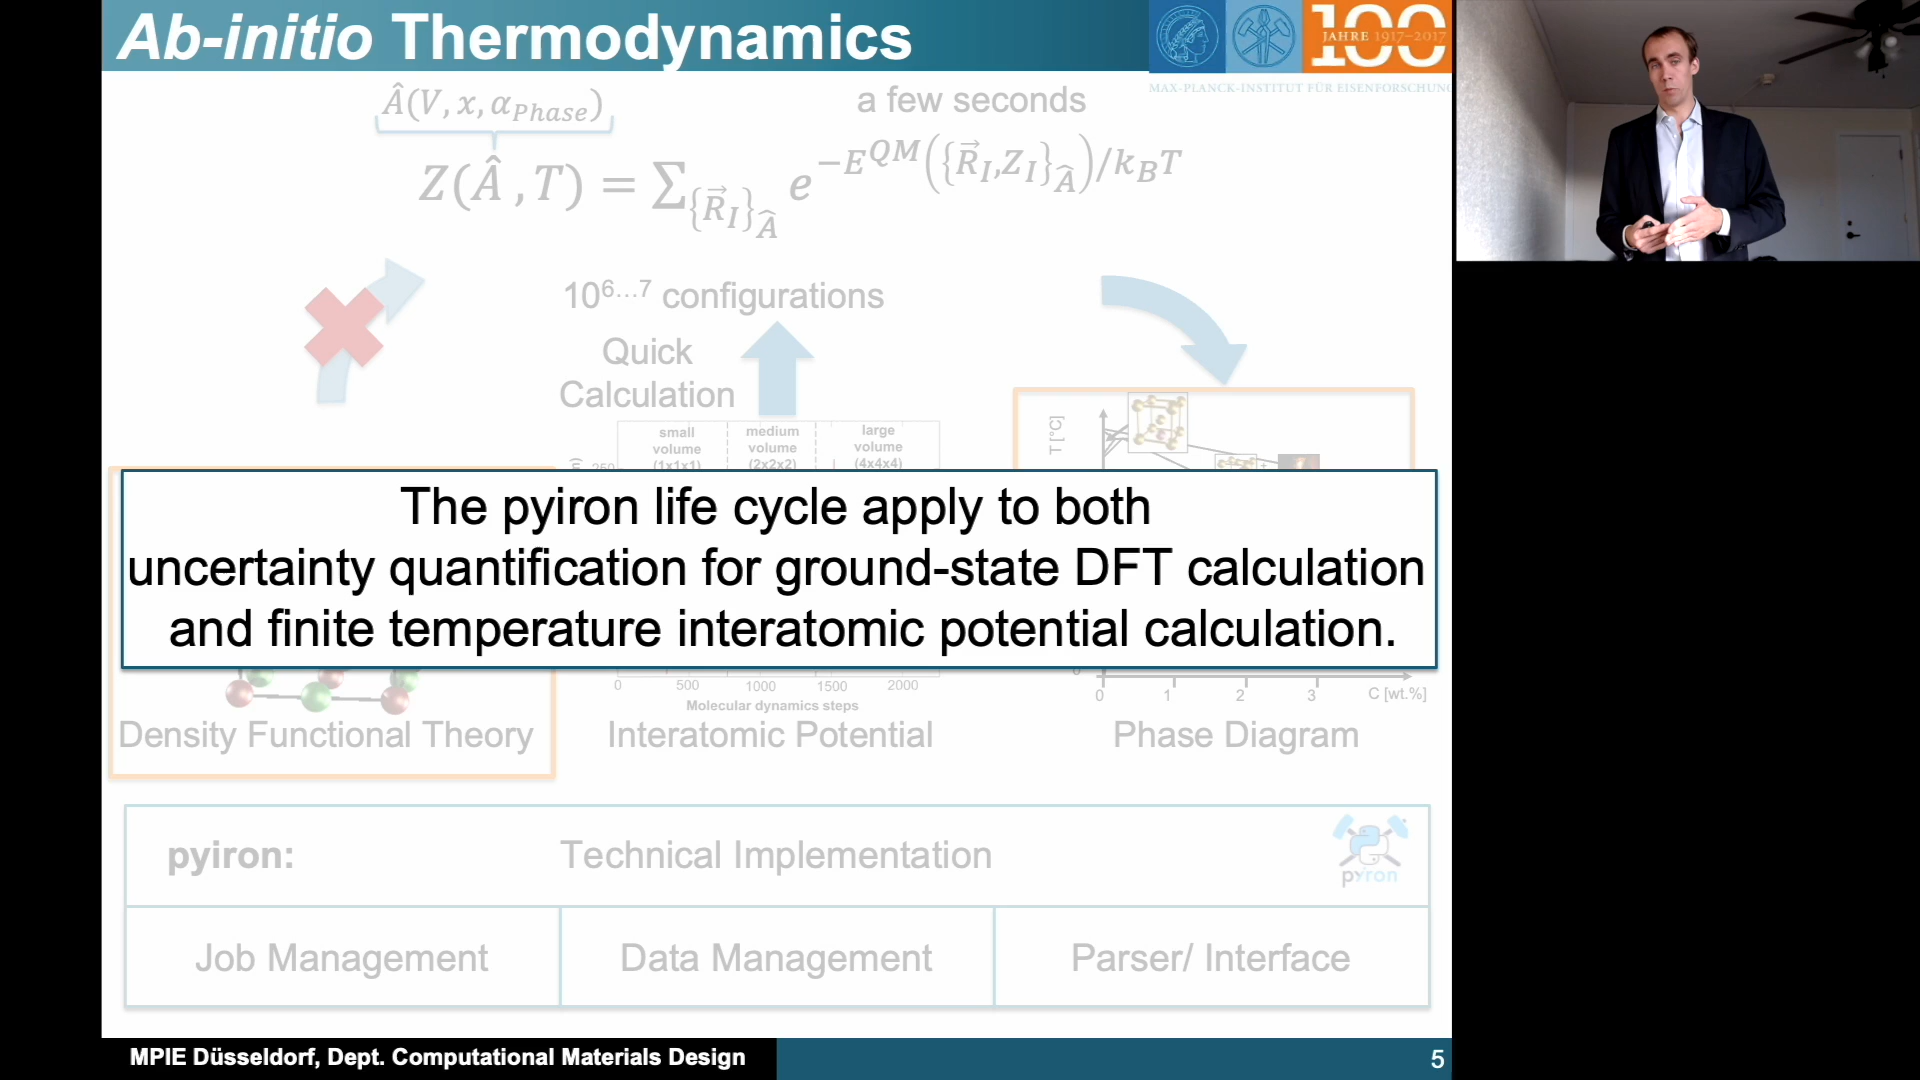 Ab-initio Thermodynamics
100
JAHRE 1917–2017
MAX-PLANCK-INSTITUT FÜR EISENFORSCHUNG
Â(V, x, α_Phase)
a few seconds
Z(Â, T) = ∑_{R⃗_I}_Â e^−E^QM({R⃗_I,Z_I}_Â)/k_BT
10^6…7 configurations
Quick
Calculation
small
volume
(1x1x1)
medium
volume
(2x2x2)
large
volume
(4x4x4)
T [°C]
The pyiron life cycle apply to both
uncertainty quantification for ground-state DFT calculation
and finite temperature interatomic potential calculation.
0 500 1000 1500 2000
Molecular dynamics steps
0 1 2 3 C [wt.%]
Density Functional Theory
Interatomic Potential
Phase Diagram
pyiron:
Technical Implementation
pyiron
Job Management
Data Management
Parser/ Interface
MPIE Düsseldorf, Dept. Computational Materials Design
5